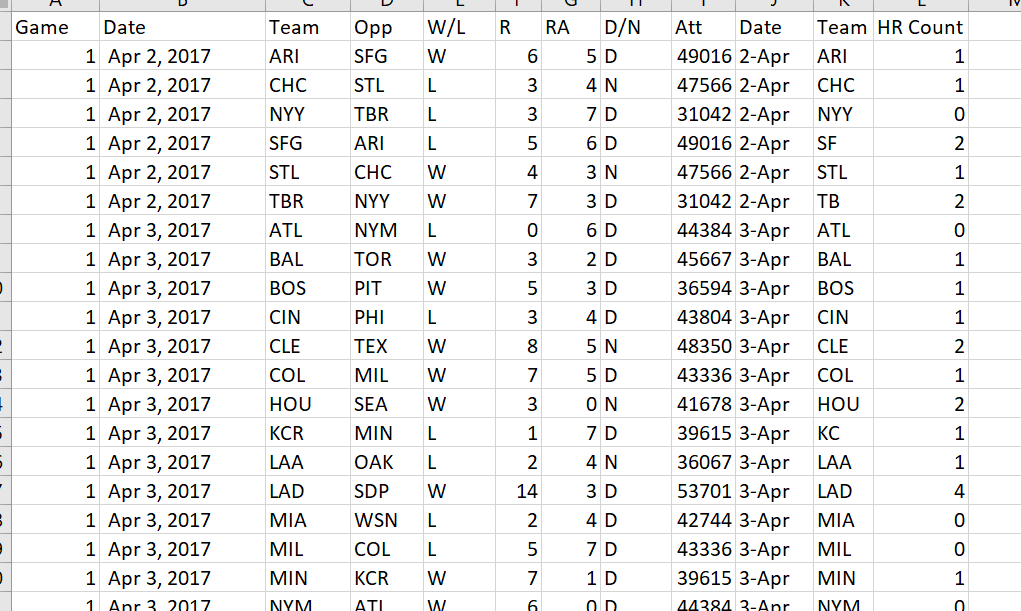 Game Date Team Opp W/L R RA D/N Att Date Team HR Count
1 Apr 2, 2017 ARI SFG W 6 5 D 49016 2-Apr ARI 1
1 Apr 2, 2017 CHC STL L 3 4 N 47566 2-Apr CHC 1
1 Apr 2, 2017 NYY TBR L 3 7 D 31042 2-Apr NYY 0
1 Apr 2, 2017 SFG ARI L 5 6 D 49016 2-Apr SF 2
1 Apr 2, 2017 STL CHC W 4 3 N 47566 2-Apr STL 1
1 Apr 2, 2017 TBR NYY W 7 3 D 31042 2-Apr TB 2
1 Apr 3, 2017 ATL NYM L 0 6 D 44384 3-Apr ATL 0
1 Apr 3, 2017 BAL TOR W 3 2 D 45667 3-Apr BAL 1
1 Apr 3, 2017 BOS PIT W 5 3 D 36594 3-Apr BOS 1
1 Apr 3, 2017 CIN PHI L 3 4 D 43804 3-Apr CIN 1
1 Apr 3, 2017 CLE TEX W 8 5 N 48350 3-Apr CLE 2
1 Apr 3, 2017 COL MIL W 7 5 D 43336 3-Apr COL 1
1 Apr 3, 2017 HOU SEA W 3 0 N 41678 3-Apr HOU 2
1 Apr 3, 2017 KCR MIN L 1 7 D 39615 3-Apr KC 1
1 Apr 3, 2017 LAA OAK L 2 4 N 36067 3-Apr LAA 1
1 Apr 3, 2017 LAD SDP W 14 3 D 53701 3-Apr LAD 4
1 Apr 3, 2017 MIA WSN L 2 4 D 42744 3-Apr MIA 0
1 Apr 3, 2017 MIL COL L 5 7 D 43336 3-Apr MIL 0
1 Apr 3, 2017 MIN KCR W 7 1 D 39615 3-Apr MIN 1
1 Apr 3, 2017 NYM ATL W 6 0 D 44384 3-Apr NYM 0